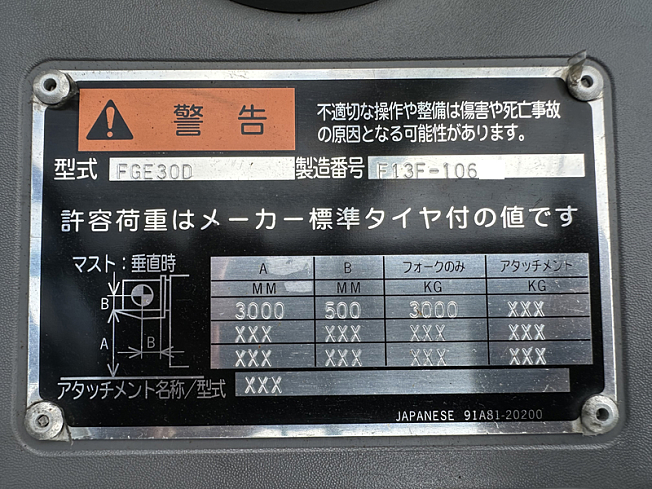 警告
不適切な操作や整備は傷害や死亡事故
の原因となる可能性があります。
型式 FGE30D 製造番号 F13F-106
許容荷重はメーカー標準タイヤ付の値です
マスト:垂直時
A B フォークのみ アタッチメント
MM MM KG KG
3000 500 3000 XXX
XXX XXX XXX XXX
XXX XXX XXX XXX
B
A
B
アタッチメント名称/型式 XXX
JAPANESE 91A81-20200